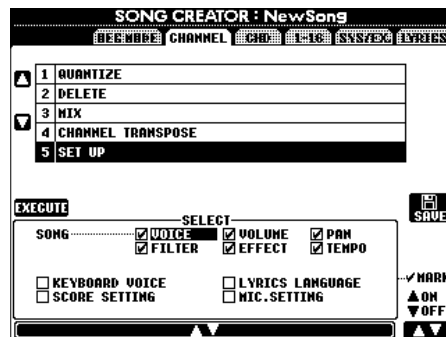 SONG CREATOR : NewSong
REC MODE CHANNEL CHD 1-16 SYS/EX. LYRICS
1 QUANTIZE
2 DELETE
3 MIX
4 CHANNEL TRANSPOSE
5 SET UP
EXECUTE
SAVE
SELECT
SONG VOICE VOLUME PAN
FILTER EFFECT TEMPO
KEYBOARD VOICE LYRICS LANGUAGE
SCORE SETTING MIC.SETTING
MARK
▲ON
▼OFF